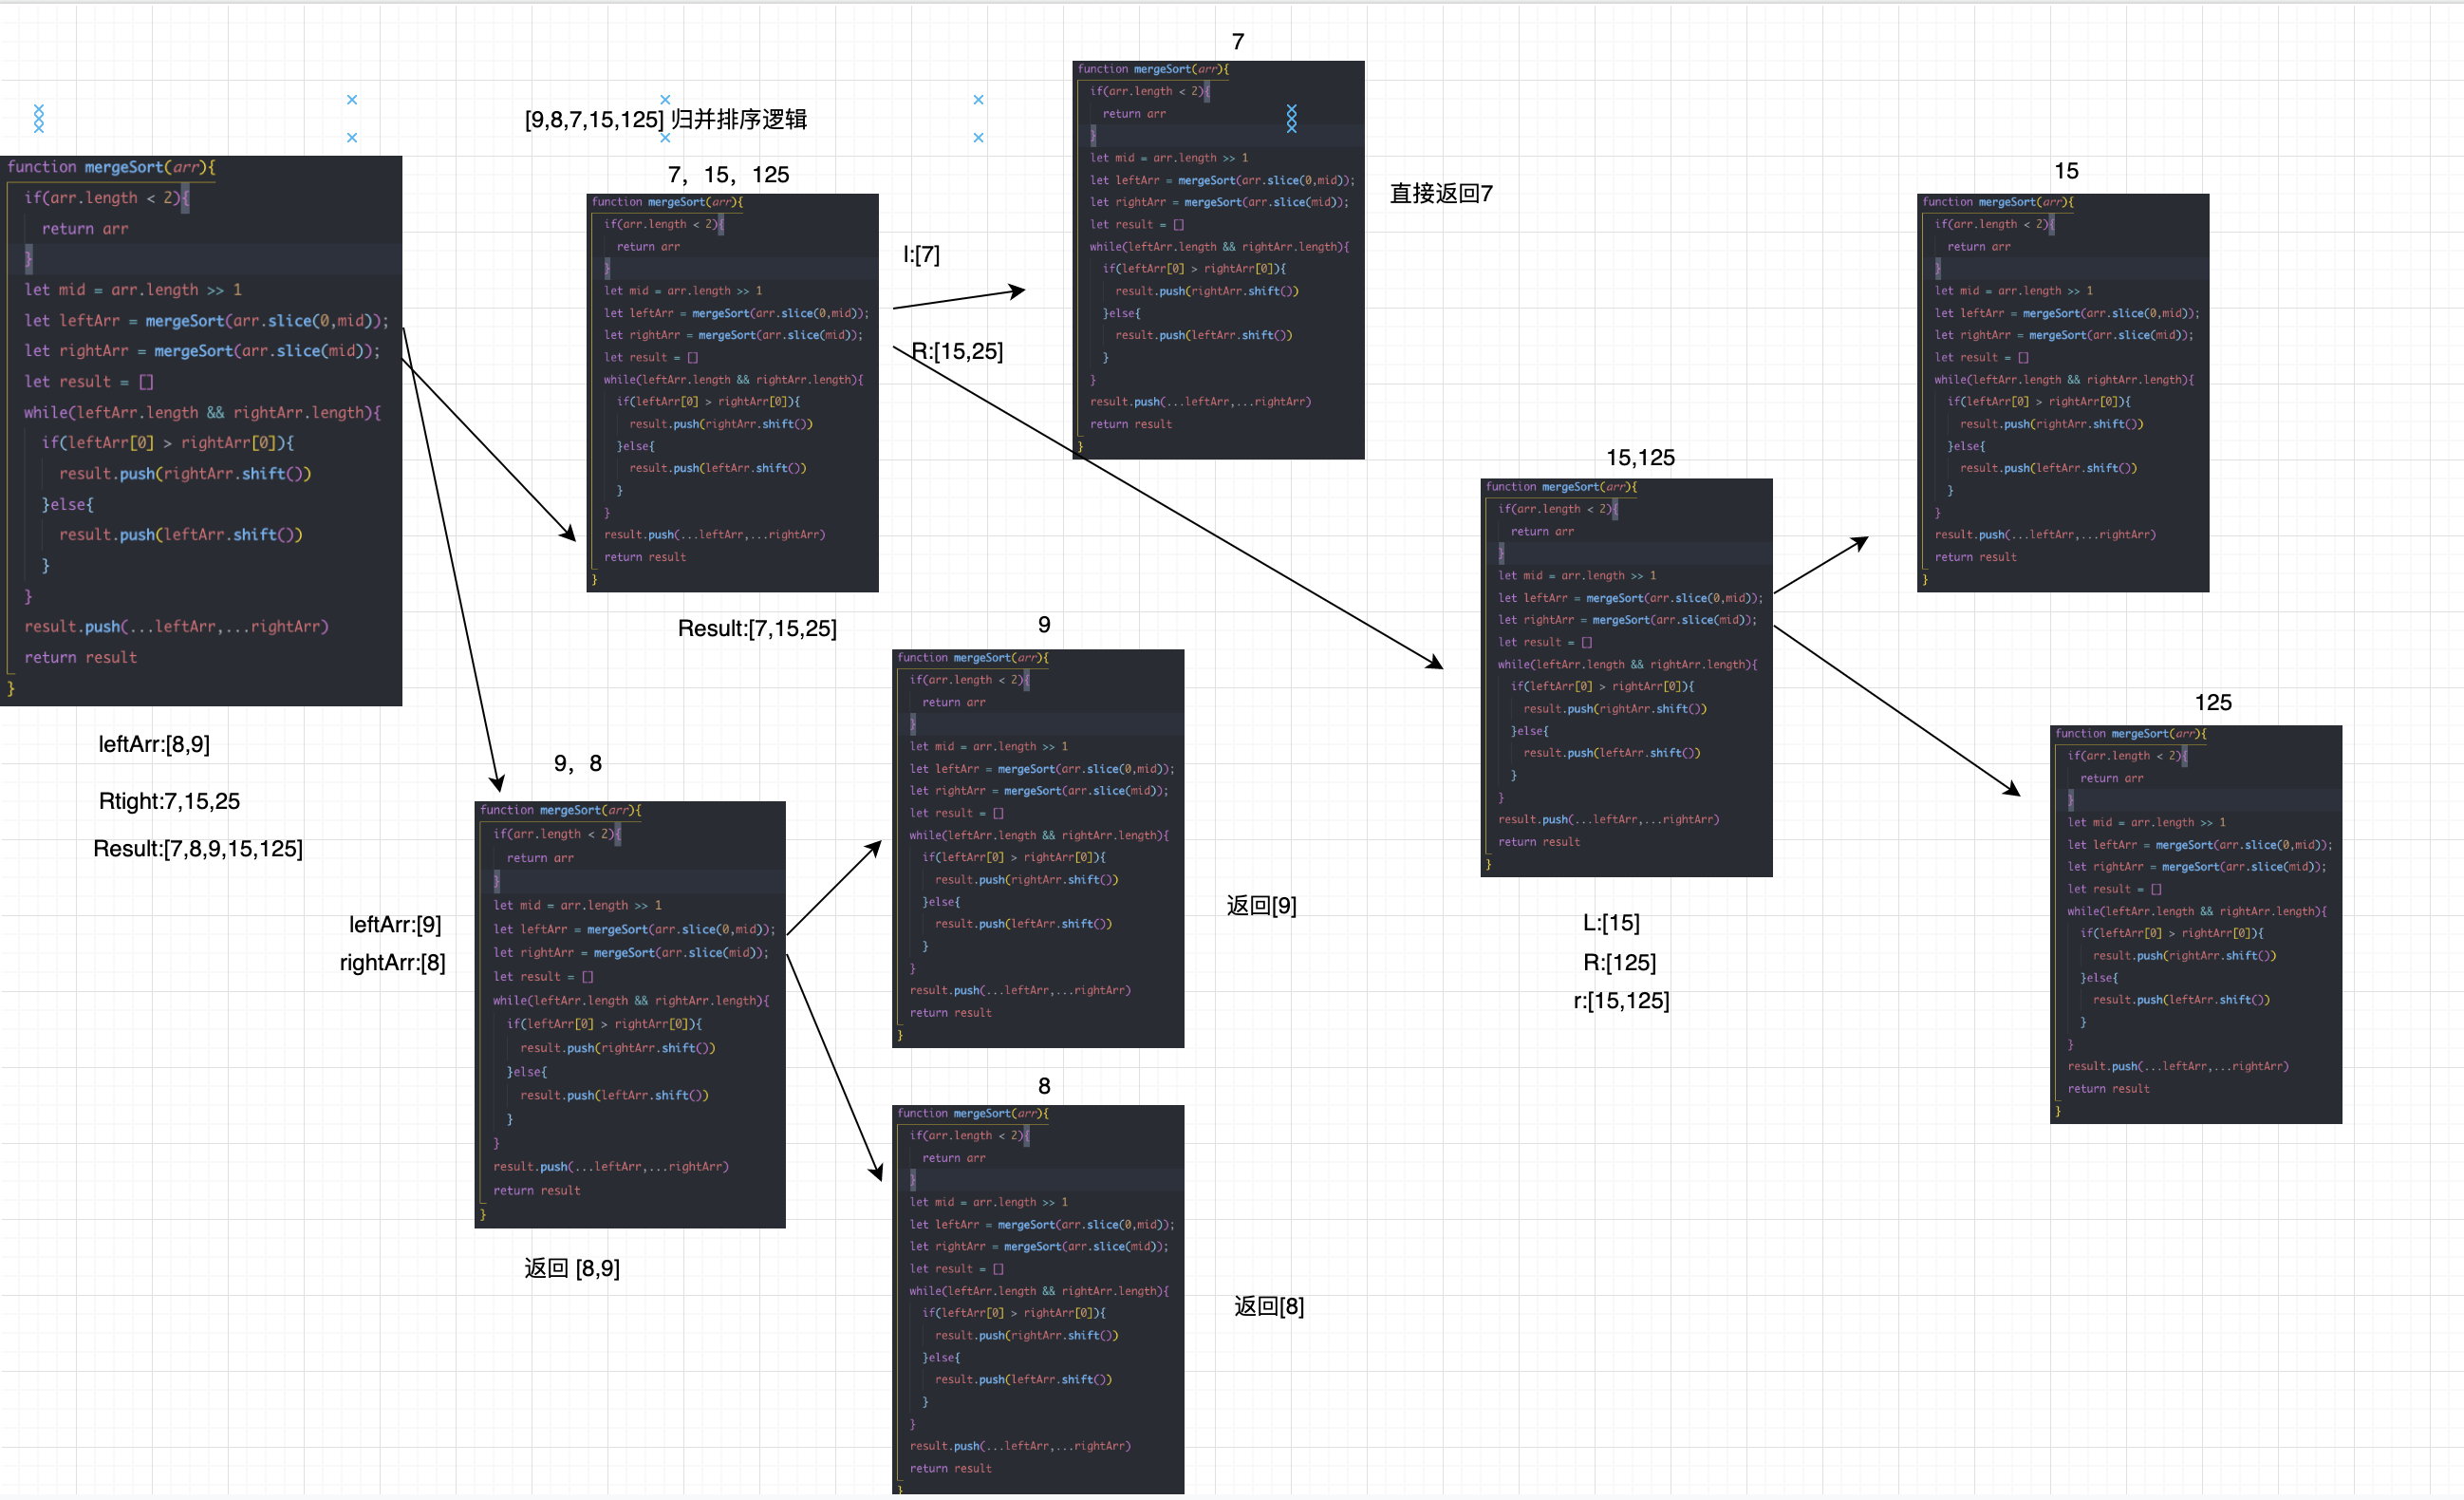 [9,8,7,15,125] 归并排序逻辑
function mergeSort(arr){
if(arr.length < 2){
return arr
}
let mid = arr.length >> 1
let leftArr = mergeSort(arr.slice(0,mid));
let rightArr = mergeSort(arr.slice(mid));
let result = []
while(leftArr.length && rightArr.length){
if(leftArr[0] > rightArr[0]){
result.push(rightArr.shift())
}else{
result.push(leftArr.shift())
}
}
result.push(...leftArr,...rightArr)
return result
}
leftArr:[8,9]
Rtight:7,15,25
Result:[7,8,9,15,125]
7，15，125
function mergeSort(arr){
if(arr.length < 2){
return arr
}
let mid = arr.length >> 1
let leftArr = mergeSort(arr.slice(0,mid));
let rightArr = mergeSort(arr.slice(mid));
let result = []
while(leftArr.length && rightArr.length){
if(leftArr[0] > rightArr[0]){
result.push(rightArr.shift())
}else{
result.push(leftArr.shift())
}
}
result.push(...leftArr,...rightArr)
return result
}
Result:[7,15,25]
l:[7]
R:[15,25]
7
function mergeSort(arr){
if(arr.length < 2){
return arr
}
let mid = arr.length >> 1
let leftArr = mergeSort(arr.slice(0,mid));
let rightArr = mergeSort(arr.slice(mid));
let result = []
while(leftArr.length && rightArr.length){
if(leftArr[0] > rightArr[0]){
result.push(rightArr.shift())
}else{
result.push(leftArr.shift())
}
}
result.push(...leftArr,...rightArr)
return result
}
直接返回7
9，8
function mergeSort(arr){
if(arr.length < 2){
return arr
}
let mid = arr.length >> 1
let leftArr = mergeSort(arr.slice(0,mid));
let rightArr = mergeSort(arr.slice(mid));
let result = []
while(leftArr.length && rightArr.length){
if(leftArr[0] > rightArr[0]){
result.push(rightArr.shift())
}else{
result.push(leftArr.shift())
}
}
result.push(...leftArr,...rightArr)
return result
}
leftArr:[9]
rightArr:[8]
返回 [8,9]
9
function mergeSort(arr){
if(arr.length < 2){
return arr
}
let mid = arr.length >> 1
let leftArr = mergeSort(arr.slice(0,mid));
let rightArr = mergeSort(arr.slice(mid));
let result = []
while(leftArr.length && rightArr.length){
if(leftArr[0] > rightArr[0]){
result.push(rightArr.shift())
}else{
result.push(leftArr.shift())
}
}
result.push(...leftArr,...rightArr)
return result
}
返回[9]
8
function mergeSort(arr){
if(arr.length < 2){
return arr
}
let mid = arr.length >> 1
let leftArr = mergeSort(arr.slice(0,mid));
let rightArr = mergeSort(arr.slice(mid));
let result = []
while(leftArr.length && rightArr.length){
if(leftArr[0] > rightArr[0]){
result.push(rightArr.shift())
}else{
result.push(leftArr.shift())
}
}
result.push(...leftArr,...rightArr)
return result
}
返回[8]
15,125
function mergeSort(arr){
if(arr.length < 2){
return arr
}
let mid = arr.length >> 1
let leftArr = mergeSort(arr.slice(0,mid));
let rightArr = mergeSort(arr.slice(mid));
let result = []
while(leftArr.length && rightArr.length){
if(leftArr[0] > rightArr[0]){
result.push(rightArr.shift())
}else{
result.push(leftArr.shift())
}
}
result.push(...leftArr,...rightArr)
return result
}
L:[15]
R:[125]
r:[15,125]
15
function mergeSort(arr){
if(arr.length < 2){
return arr
}
let mid = arr.length >> 1
let leftArr = mergeSort(arr.slice(0,mid));
let rightArr = mergeSort(arr.slice(mid));
let result = []
while(leftArr.length && rightArr.length){
if(leftArr[0] > rightArr[0]){
result.push(rightArr.shift())
}else{
result.push(leftArr.shift())
}
}
result.push(...leftArr,...rightArr)
return result
}
125
function mergeSort(arr){
if(arr.length < 2){
return arr
}
let mid = arr.length >> 1
let leftArr = mergeSort(arr.slice(0,mid));
let rightArr = mergeSort(arr.slice(mid));
let result = []
while(leftArr.length && rightArr.length){
if(leftArr[0] > rightArr[0]){
result.push(rightArr.shift())
}else{
result.push(leftArr.shift())
}
}
result.push(...leftArr,...rightArr)
return result
}